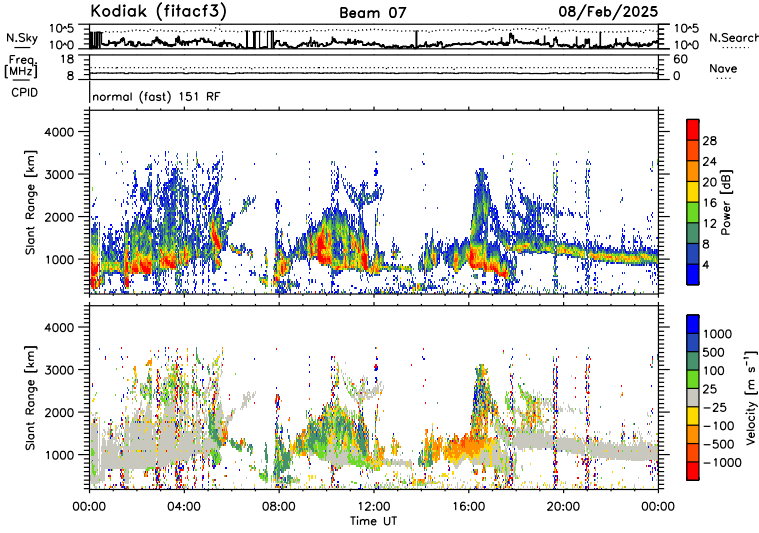 Kodiak (fitacf3) Beam 07 08/Feb/2025
N.Sky 10^5 10^0 10^5 10^0 N.Search
Freq. [MHz] 18 8 60 0 Nave
CPID normal (fast) 151 RF
Slant Range [km]
4000
3000
2000
1000
28
24
20
16
12
8
4
Power [dB]
Slant Range [km]
4000
3000
2000
1000
1000
500
100
25
-25
-100
-500
-1000
Velocity [m s^-1]
00:00 04:00 08:00 12:00 16:00 20:00 00:00
Time UT